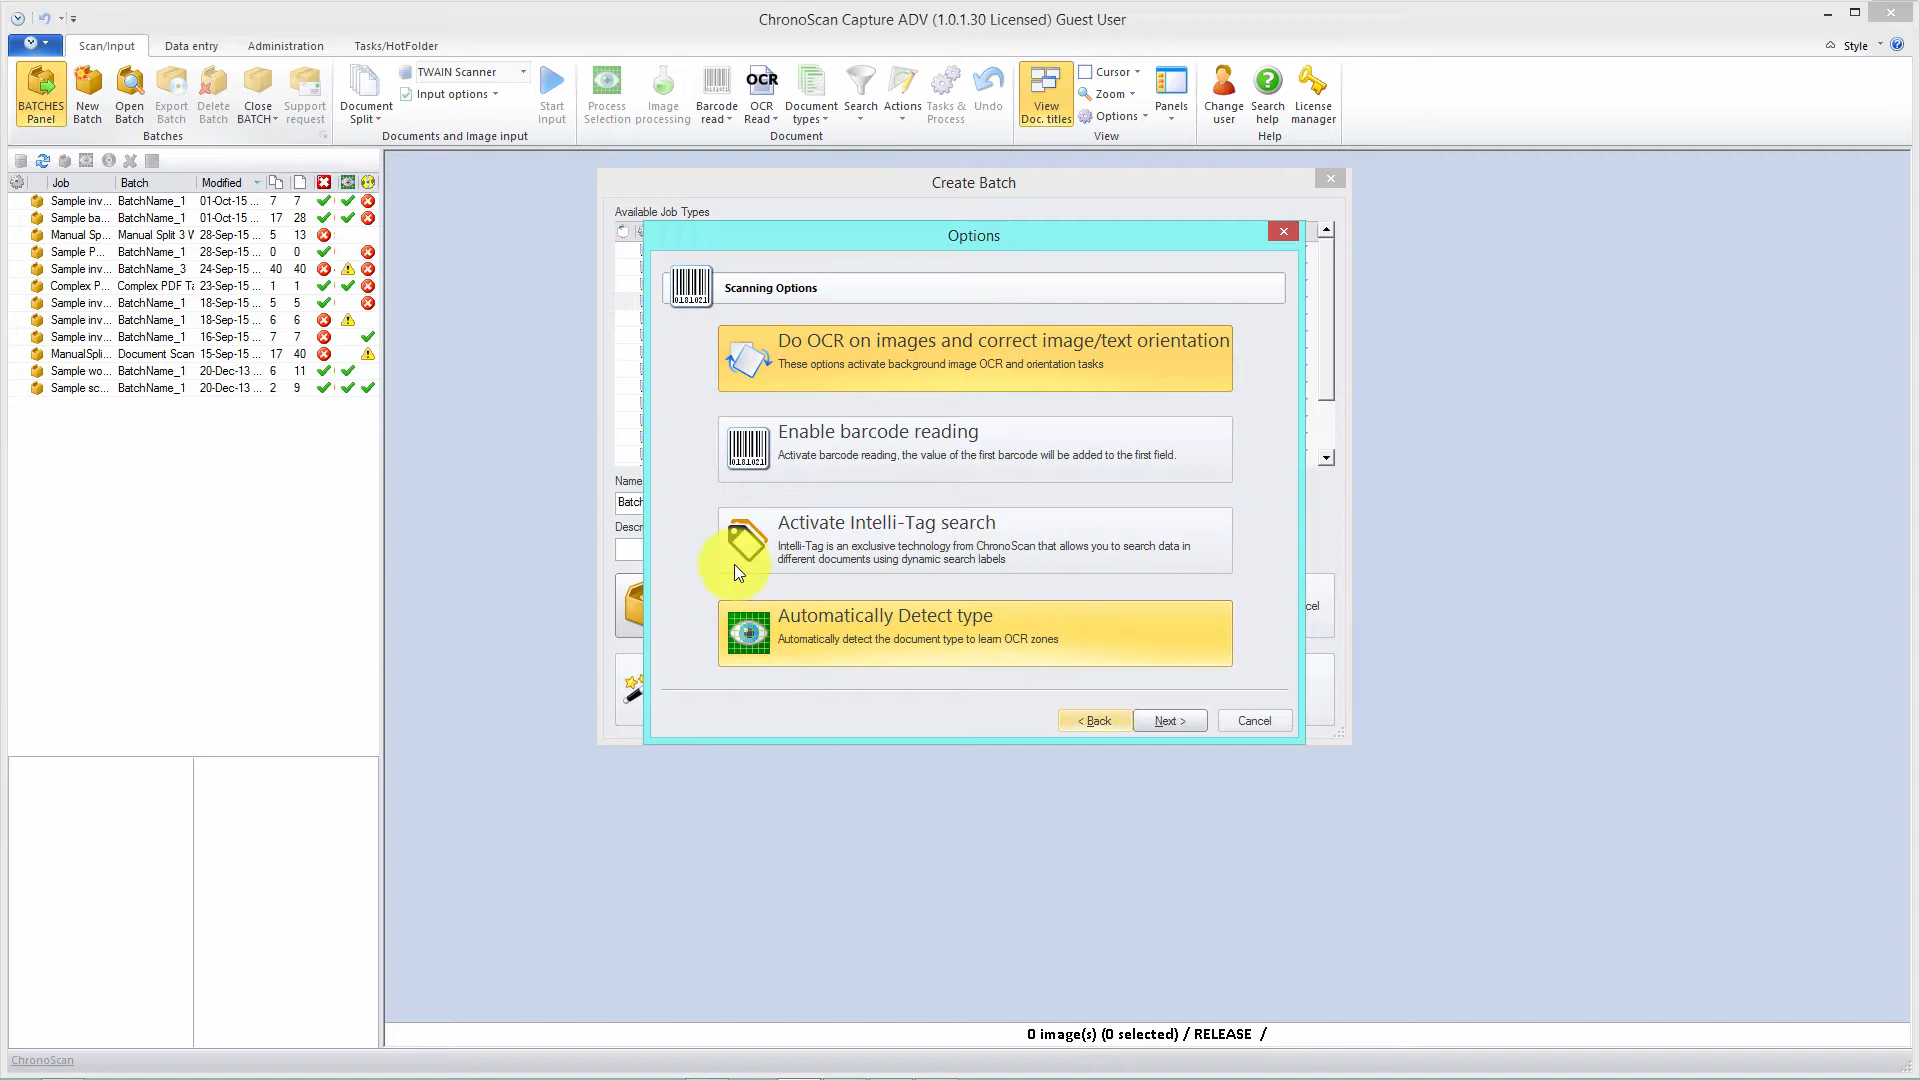 ChronoScan Capture ADV (1.0.1.30 Licensed) Guest User
Scan/Input Data entry Administration Tasks/HotFolder Style
BATCHES Panel
New Batch
Open Batch
Export Batch
Delete Batch
Close BATCH
Support request
Batches
Document Split
TWAIN Scanner
Input options
Start Input
Documents and Image input
Process Selection
Image processing
Barcode read
OCR
OCR Read
Document types
Search
Actions
Tasks & Process
Undo
Document
View Doc. titles
Cursor
Zoom
Options
Panels
View
Change user
Search help
License manager
Help
Job Batch Modified
Sample inv... BatchName_1 01-Oct-15 ... 7 7
Sample ba... BatchName_1 01-Oct-15 ... 17 28
Manual Sp... Manual Split 3 W 28-Sep-15 ... 5 13
Sample P... BatchName_1 28-Sep-15 ... 0 0
Sample inv... BatchName_3 24-Sep-15 ... 40 40
Complex P... Complex PDF Ta 23-Sep-15 ... 1 1
Sample inv... BatchName_1 18-Sep-15 ... 5 5
Sample inv... BatchName_1 18-Sep-15 ... 6 6
Sample inv... BatchName_1 16-Sep-15 ... 7 7
ManualSpli... Document Scan 15-Sep-15 ... 17 40
Sample wo... BatchName_1 20-Dec-13 ... 6 11
Sample sc... BatchName_1 20-Dec-13 ... 2 9
Create Batch
Available Job Types
Name
Batch
Descr
cel
Options
Scanning Options
Do OCR on images and correct image/text orientation
These options activate background image OCR and orientation tasks
Enable barcode reading
Activate barcode reading, the value of the first barcode will be added to the first field.
Activate Intelli-Tag search
Intelli-Tag is an exclusive technology from ChronoScan that allows you to search data in
different documents using dynamic search labels
Automatically Detect type
Automatically detect the document type to learn OCR zones
< Back Next > Cancel
0 image(s) (0 selected) / RELEASE /
ChronoScan